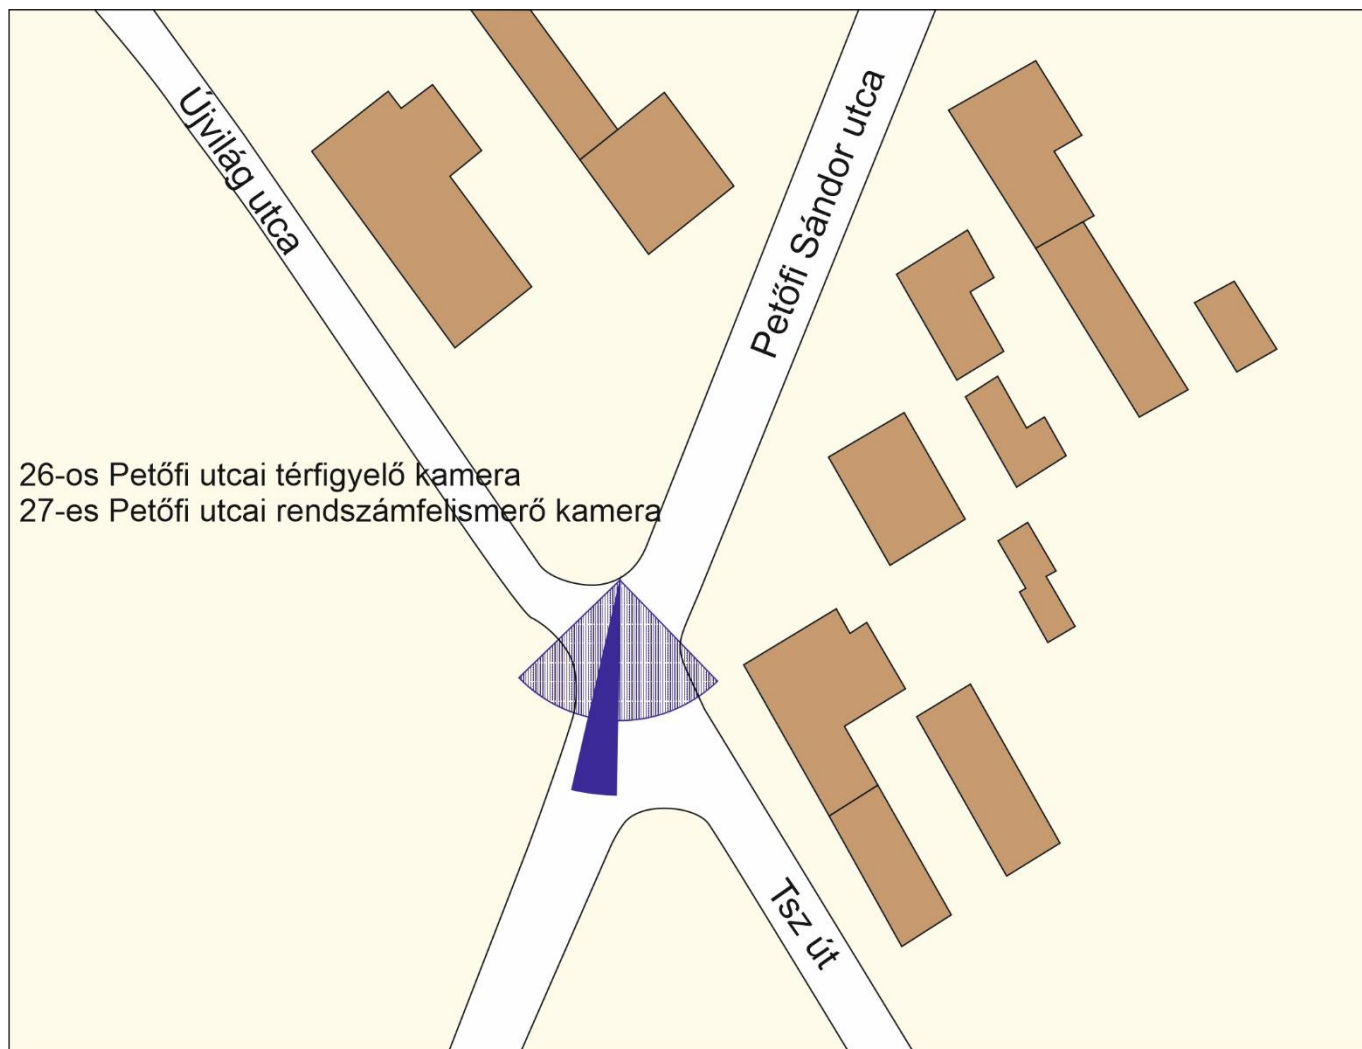 Újvilág utca
Petőfi Sándor utca
26-os Petőfi utcai térfigyelő kamera
27-es Petőfi utcai rendszámfelismerő kamera
Tsz út